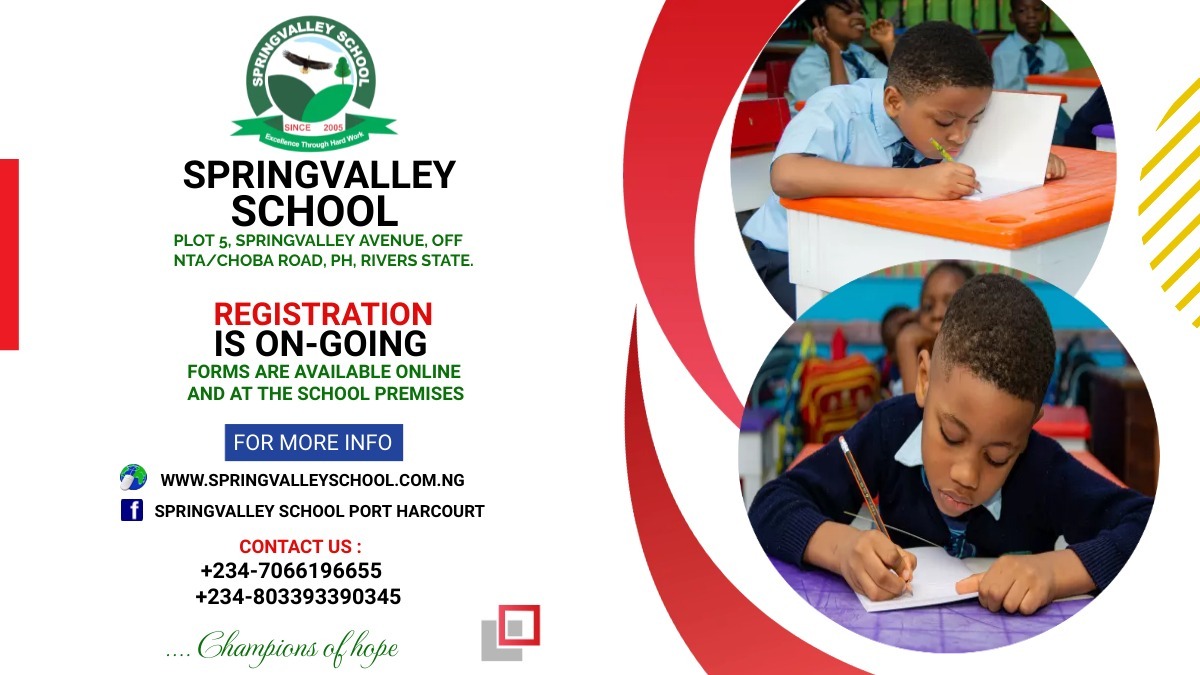 SPRINGVALLEY SCHOOL
SINCE 2005
Excellence Through Hard Work
SPRINGVALLEY
SCHOOL
PLOT 5, SPRINGVALLEY AVENUE, OFF
NTA/CHOBA ROAD, PH, RIVERS STATE.
REGISTRATION
IS ON-GOING
FORMS ARE AVAILABLE ONLINE
AND AT THE SCHOOL PREMISES
FOR MORE INFO
WWW.SPRINGVALLEYSCHOOL.COM.NG
f SPRINGVALLEY SCHOOL PORT HARCOURT
CONTACT US :
+234-7066196655
+234-803393390345
.... Champions of hope